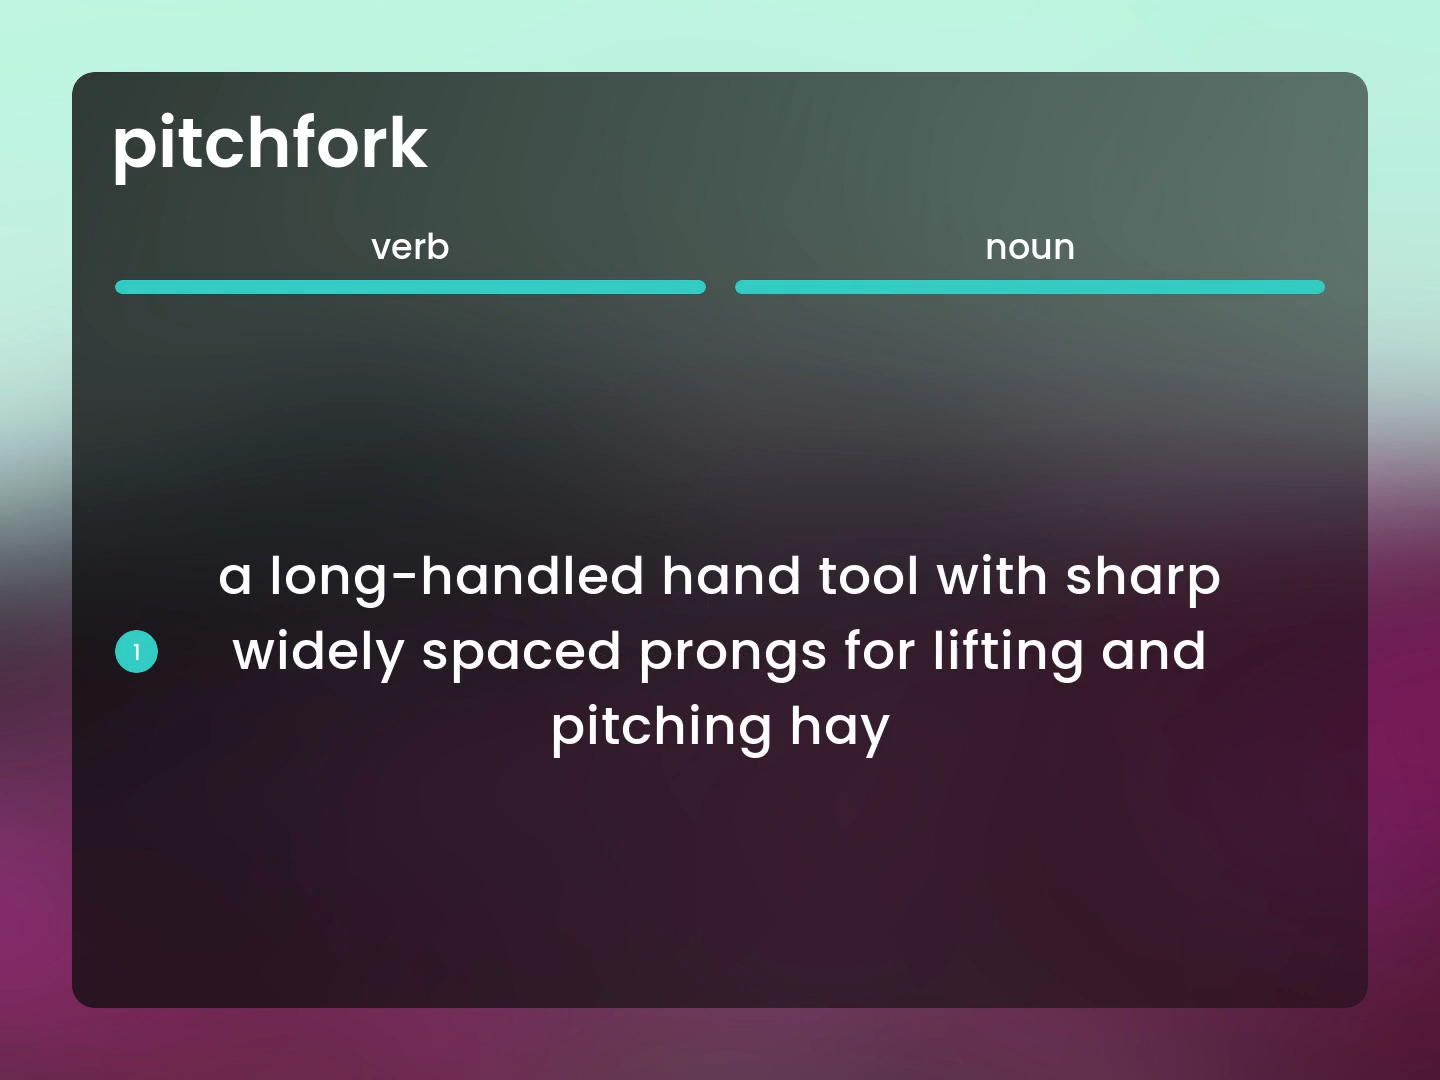 pitchfork
verb
noun
a long-handled hand tool with sharp
1
widely spaced prongs for lifting and
pitching hay